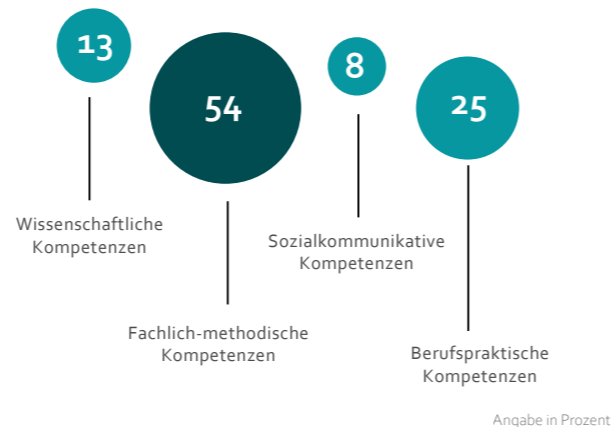 13
54
8
25
Wissenschaftliche
Kompetenzen
Fachlich-methodische
Kompetenzen
Sozialkommunikative
Kompetenzen
Berufspraktische
Kompetenzen
Angabe in Prozent